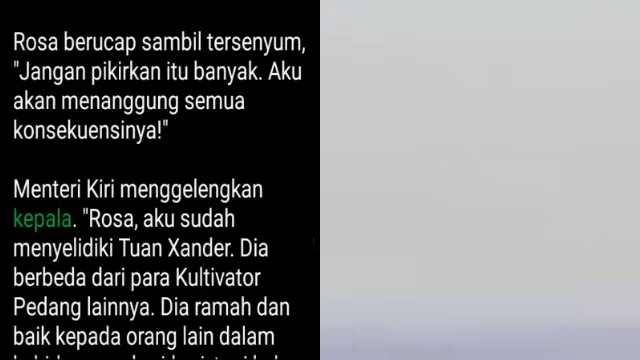 Rosa berucap sambil tersenyum,
"Jangan pikirkan itu banyak. Aku
akan menanggung semua
konsekuensinya!"
Menteri Kiri menggelengkan
kepala. "Rosa, aku sudah
menyelidiki Tuan Xander. Dia
berbeda dari para Kultivator
Pedang lainnya. Dia ramah dan
baik kepada orang lain dalam